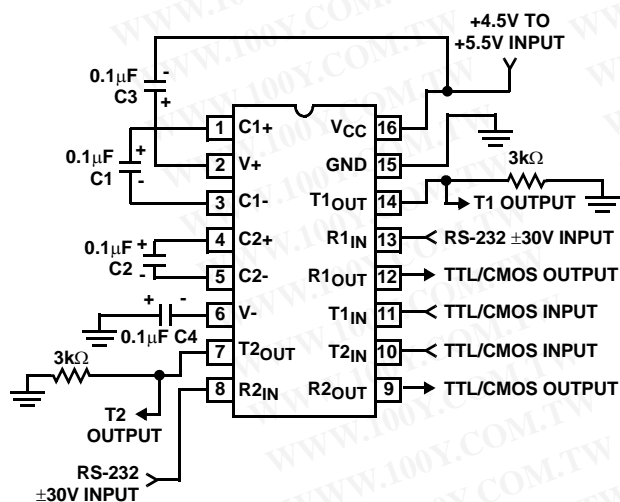 +4.5V TO
+5.5V INPUT
0.1μF
-
C3
+
1 C1+
VCC 16
0.1μF
+
C1
-
2 V+
GND 15
3kΩ
3 C1-
T1OUT 14
T1 OUTPUT
4 C2+
R1IN 13
RS-232 ±30V INPUT
0.1μF
+
C2
-
5 C2-
R1OUT 12
TTL/CMOS OUTPUT
+ -
6 V-
T1IN 11
TTL/CMOS INPUT
0.1μF C4
3kΩ
7 T2OUT
T2IN 10
TTL/CMOS INPUT
8 R2IN
R2OUT 9
TTL/CMOS OUTPUT
T2
OUTPUT
RS-232
±30V INPUT
WWW.100Y.COM.TW